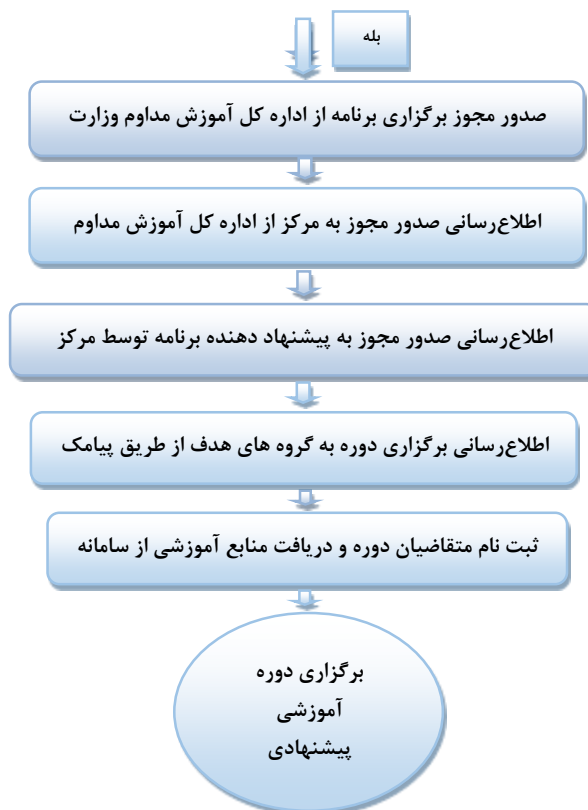 بله
صدور مجوز برگزاری برنامه از اداره کل آموزش مداوم وزارت
اطلاع‌رسانی صدور مجوز به مرکز از اداره کل آموزش مداوم
اطلاع‌رسانی صدور مجوز به پیشنهاد دهنده برنامه توسط مرکز
اطلاع‌رسانی برگزاری دوره به گروه های هدف از طریق پیامک
ثبت نام متقاضیان دوره و دریافت منابع آموزشی از سامانه
برگزاری دوره
آموزشی
پیشنهادی